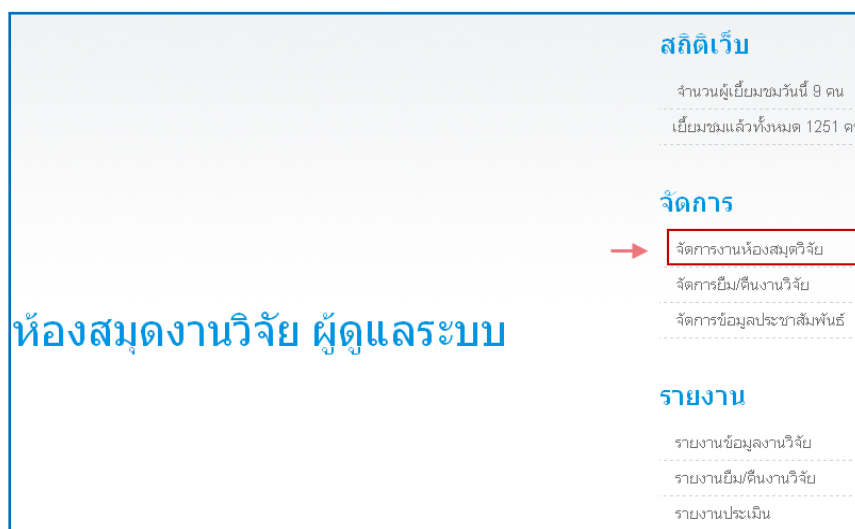 สถิติเว็บ
จำนวนผู้เยี่ยมชมวันนี้ 9 คน
เยี่ยมชมแล้วทั้งหมด 1251
จัดการ
จัดการงานห้องสมุดวิจัย
จัดการยืม/คืนงานวิจัย
จัดการข้อมูลประชาสัมพันธ์
ห้องสมุดงานวิจัย ผู้ดูแลระบบ
รายงาน
รายงานข้อมูลงานวิจัย
รายงานยืม/คืนงานวิจัย
รายงานประเมิน